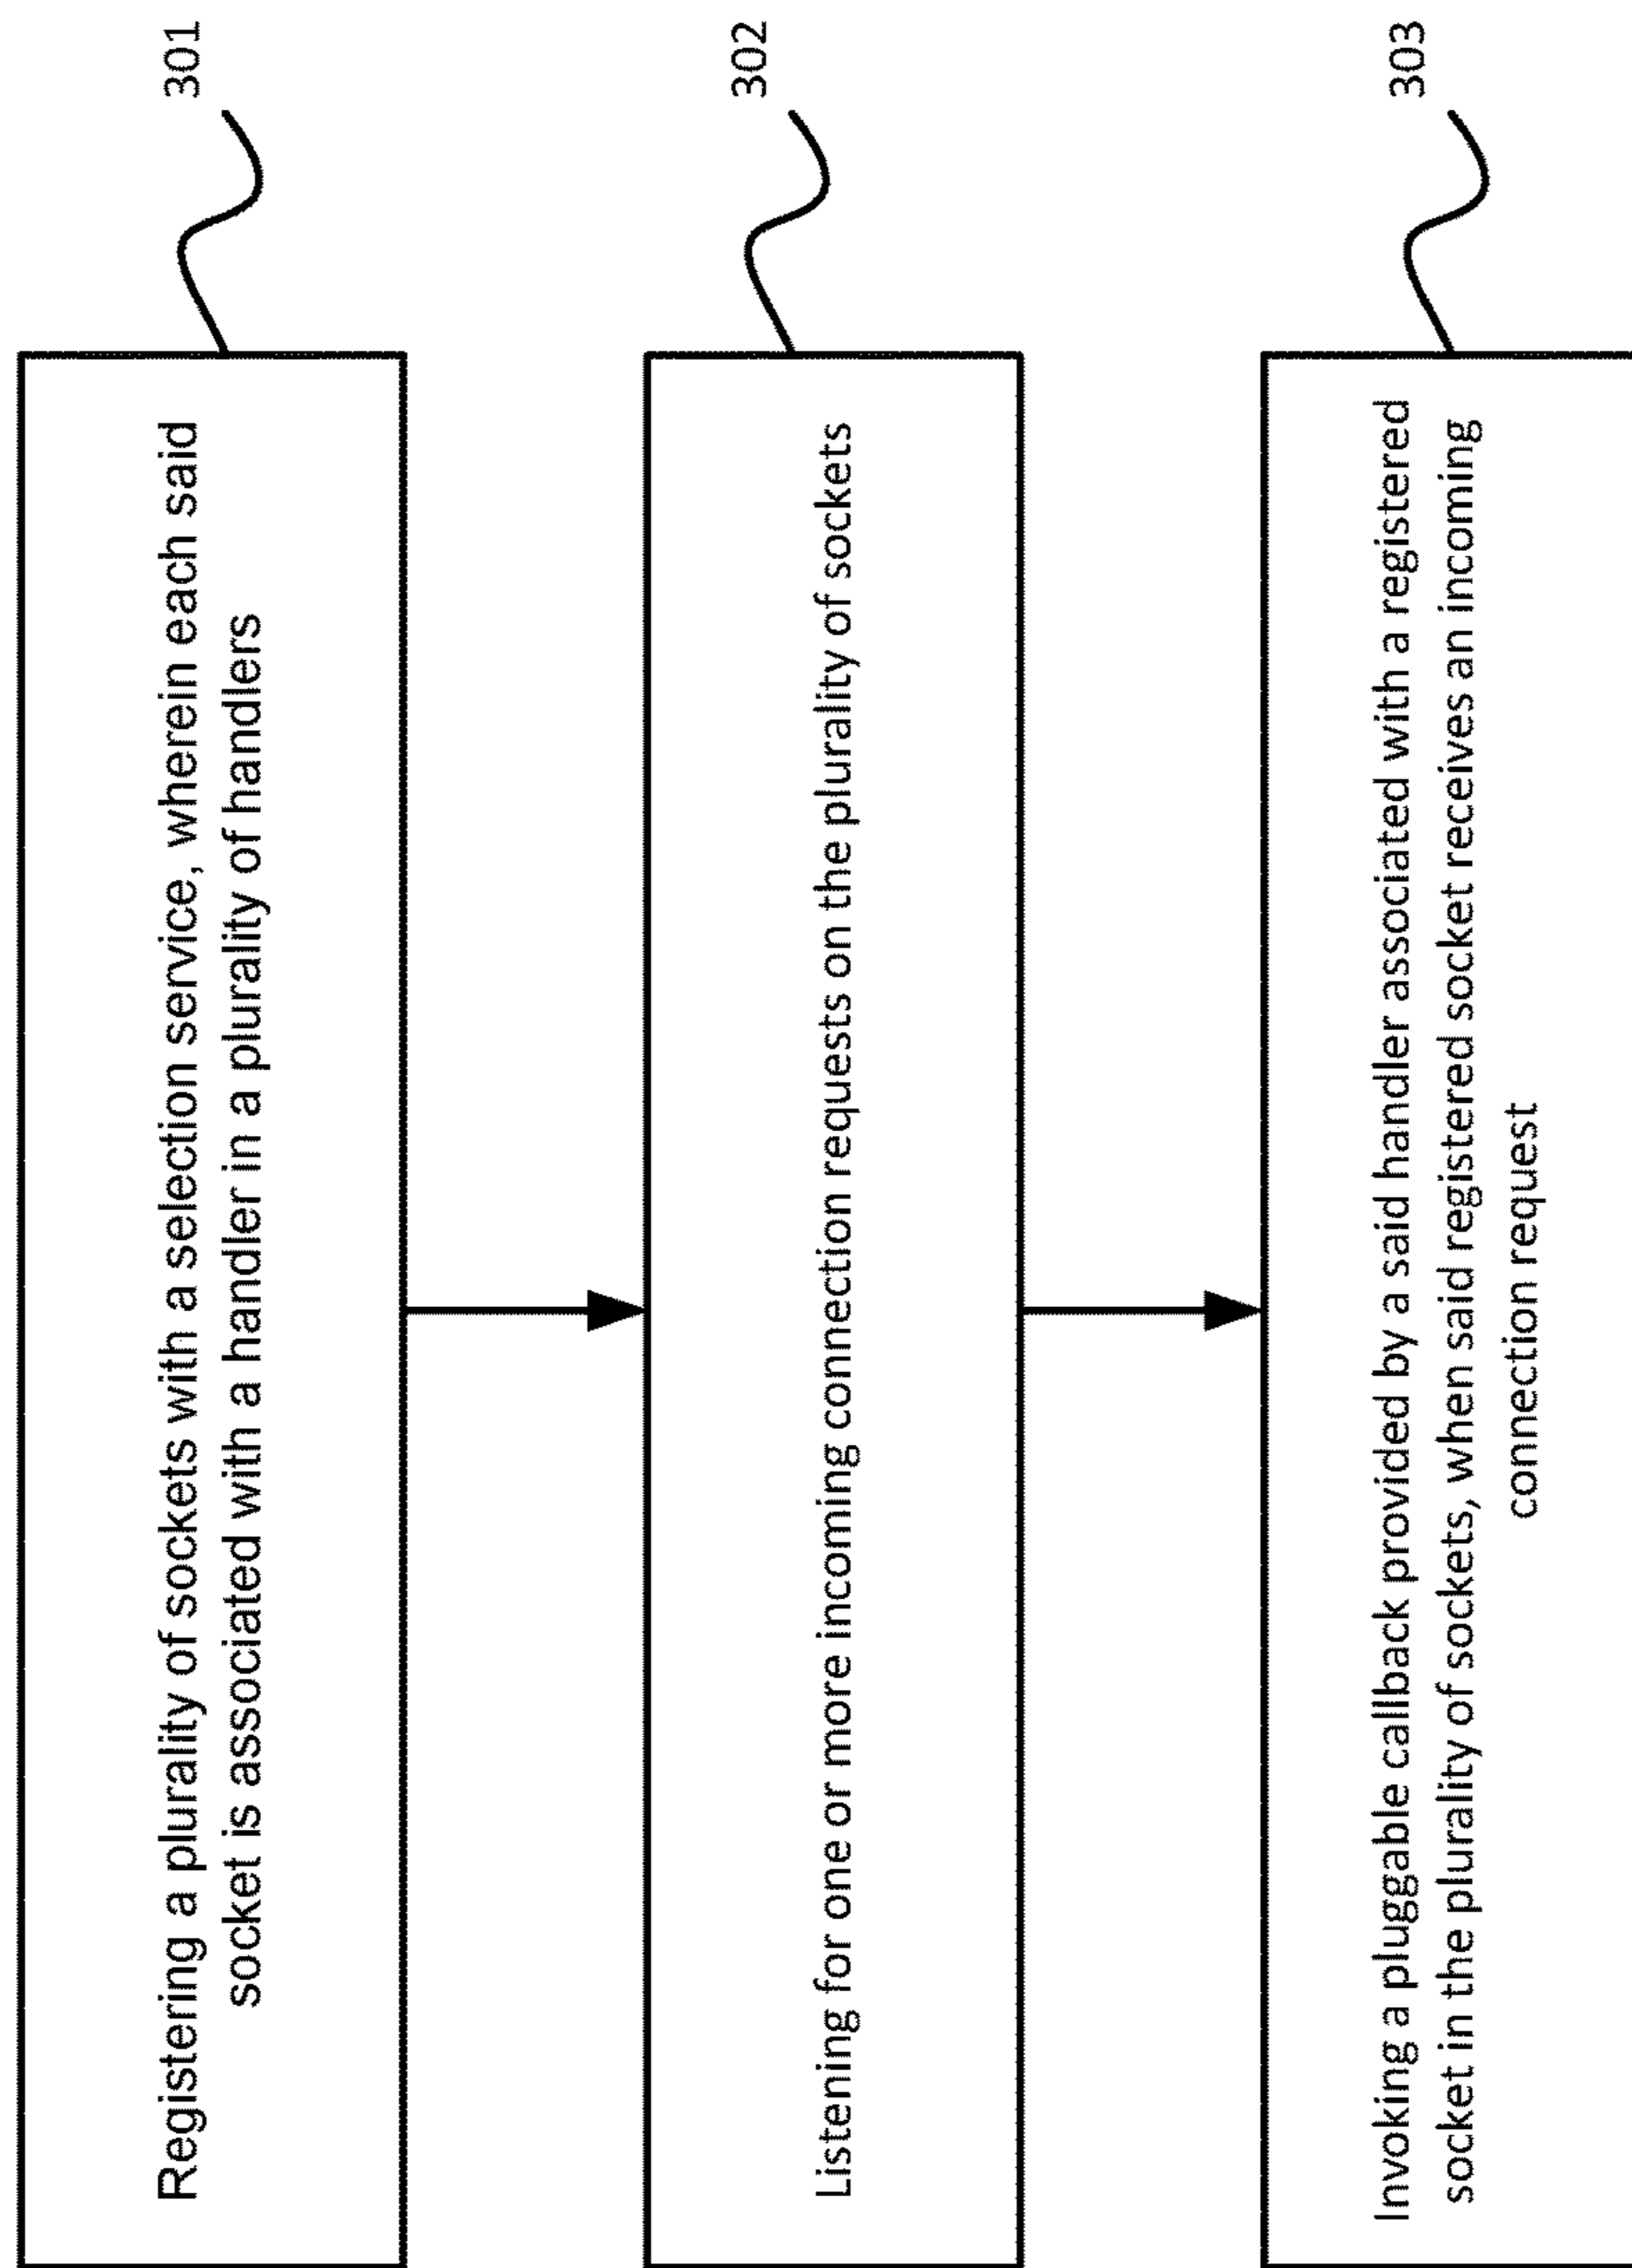 Registering a plurality of sockets with a selection service, wherein each said
socket is associated with a handler in a plurality of handlers
301
Listening for one or more incoming connection requests on the plurality of sockets
302
Invoking a pluggable callback provided by a said handler associated with a registered
socket in the plurality of sockets, when said registered socket receives an incoming
connection request
303